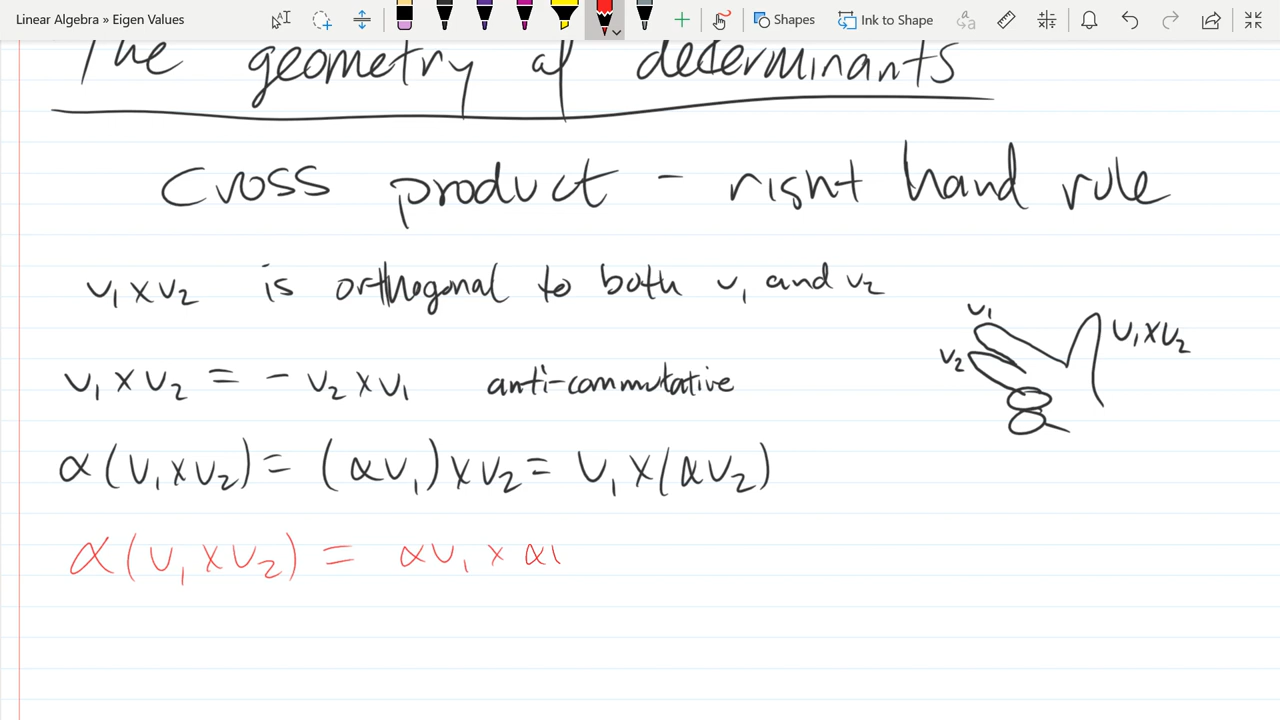 Linear Algebra » Eigen Values
Shapes
Ink to Shape
The geometry of determinants
Cross product - right hand rule
v₁ x v₂ is orthogonal to both v₁ and v₂
v₁
v₂
v₁ x v₂
v₁ x v₂ = - v₂ x v₁ anti-commutative
α(v₁ x v₂) = (αv₁) x v₂ = v₁ x (αv₂)
α(v₁ x v₂) = αv₁ x α